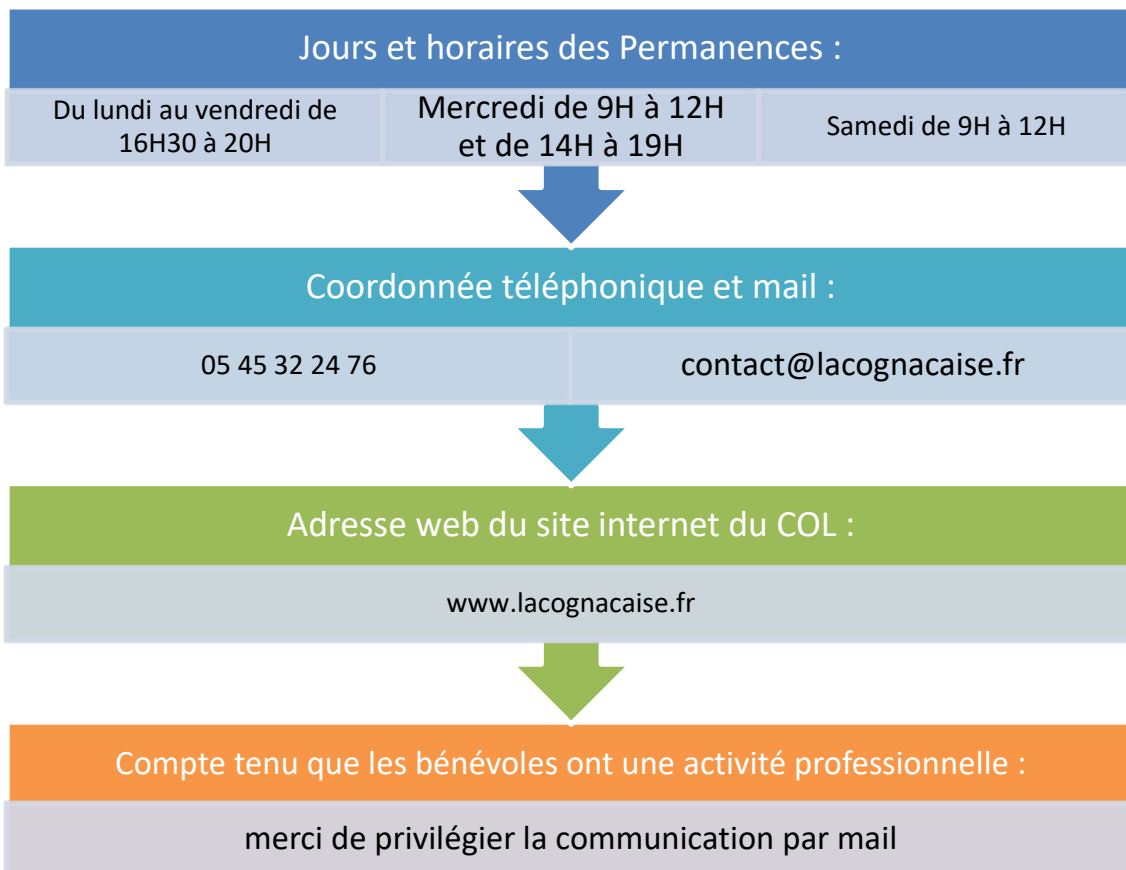 Jours et horaires des Permanences :
Du lundi au vendredi de
16H30 à 20H
Mercredi de 9H à 12H
et de 14H à 19H
Samedi de 9H à 12H
Coordonnée téléphonique et mail :
05 45 32 24 76
contact@lacognacaise.fr
Adresse web du site internet du COL :
www.lacognacaise.fr
Compte tenu que les bénévoles ont une activité professionnelle :
merci de privilégier la communication par mail